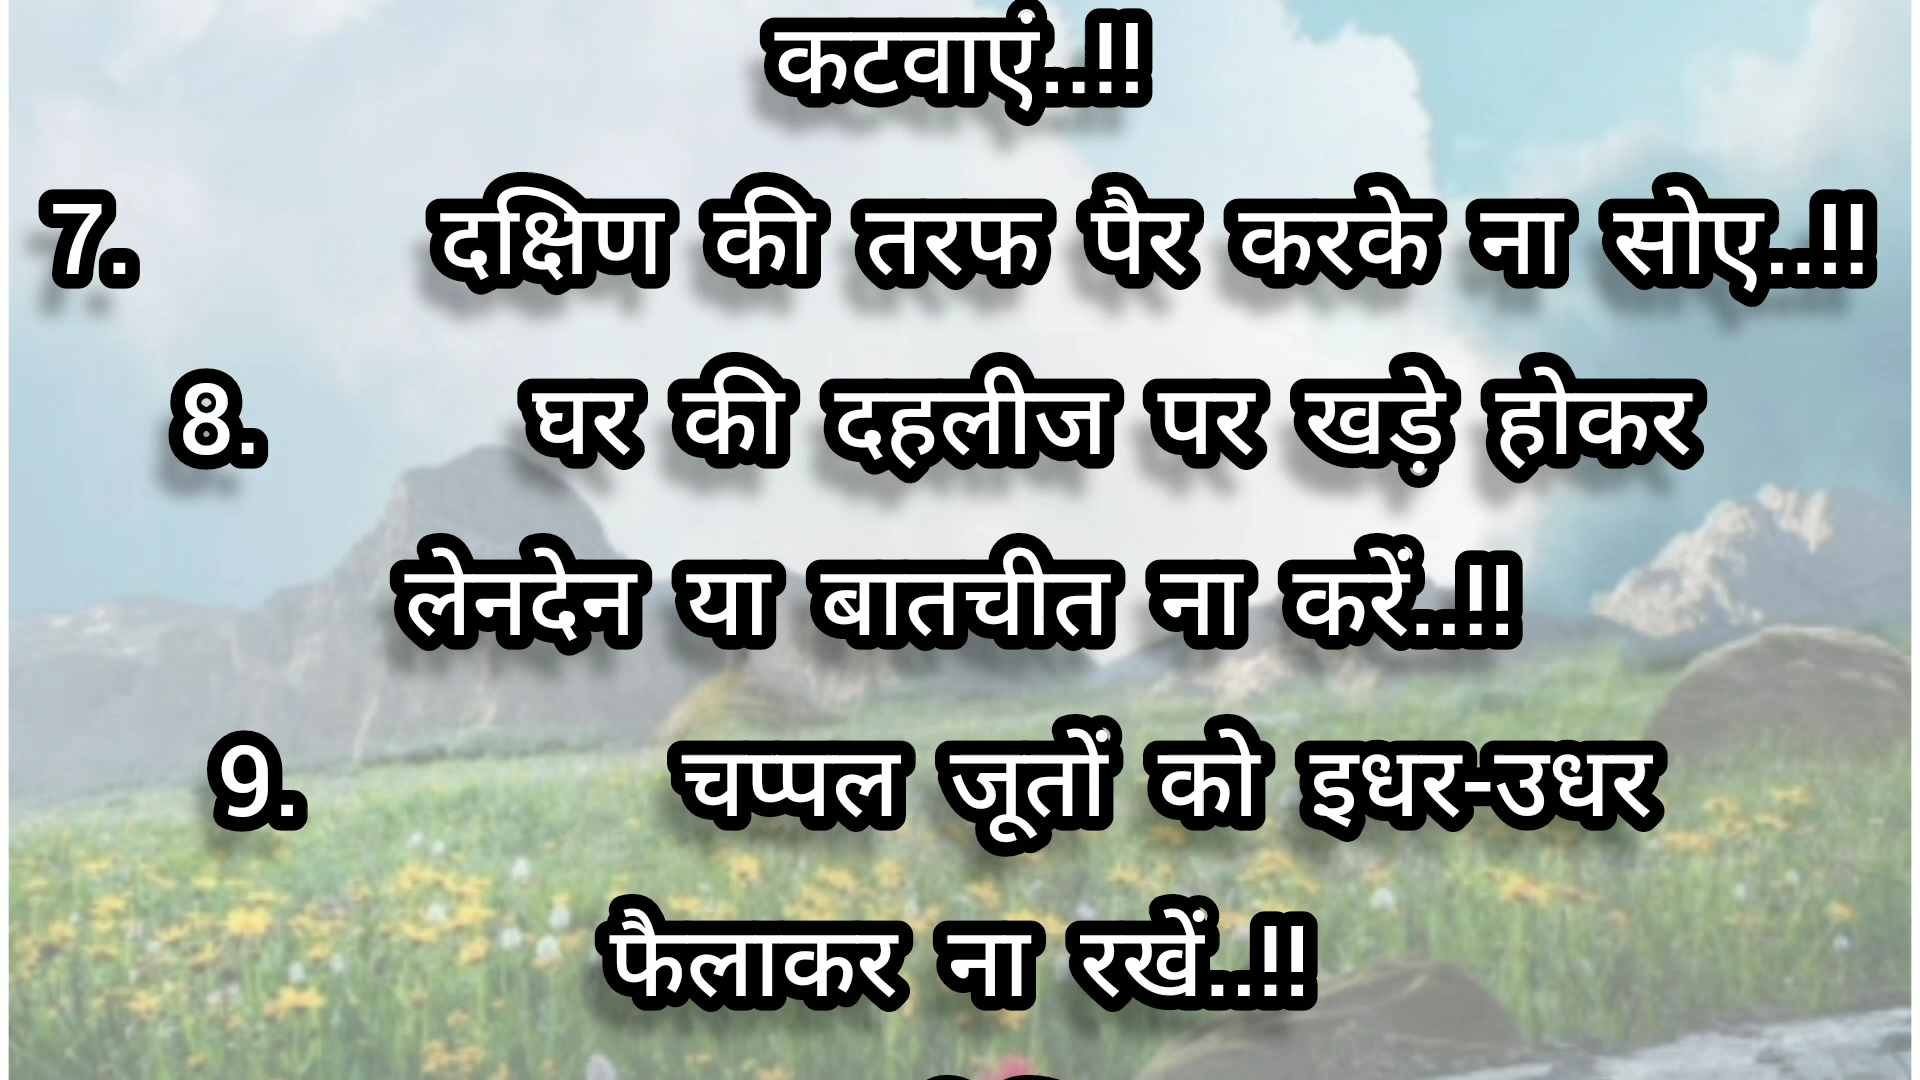 कटवाएं..!!
7. दक्षिण की तरफ पैर करके ना सोए..!!
8. घर की दहलीज पर खड़े होकर
लेनदेन या बातचीत ना करें..!!
9. चप्पल जूतों को इधर-उधर
फैलाकर ना रखें..!!